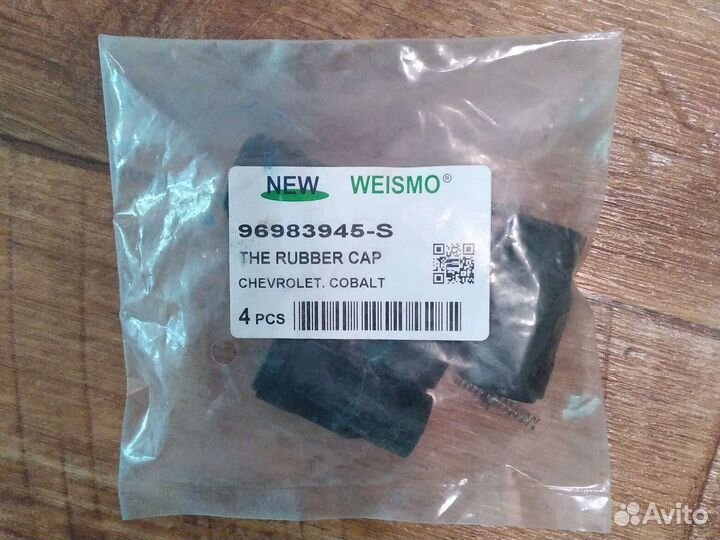 NEW WEISMO®
96983945-S
THE RUBBER CAP
CHEVROLET. COBALT
4 PCS
Avito